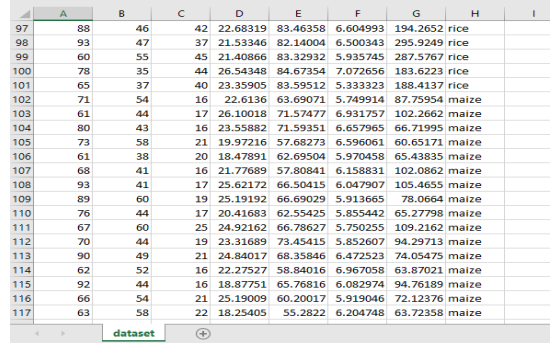 A B C D E F G H I
97 88 46 42 22.68319 83.46358 6.604993 194.2652 rice
98 93 47 37 21.53346 82.14004 6.500343 295.9249 rice
99 60 55 45 21.40866 83.32932 5.935745 287.5767 rice
100 78 35 44 26.54348 84.67354 7.072656 183.6223 rice
101 65 37 40 23.35905 83.59512 5.333323 188.4137 rice
102 71 54 16 22.6136 63.69071 5.749914 87.75954 maize
103 61 44 17 26.10018 71.57477 6.931757 102.2662 maize
104 80 43 16 23.55882 71.59351 6.657965 66.71995 maize
105 73 58 21 19.97216 57.68273 6.596061 60.65171 maize
106 61 38 20 18.47891 62.69504 5.970458 65.43835 maize
107 68 41 16 21.77689 57.80841 6.158831 102.0862 maize
108 93 41 17 25.62172 66.50415 6.047907 105.4655 maize
109 89 60 19 25.19192 66.69029 5.913665 78.0664 maize
110 76 44 17 20.41683 62.55425 5.855442 65.27798 maize
111 67 60 25 24.92162 66.78627 5.750255 109.2162 maize
112 70 44 19 23.31689 73.45415 5.852607 94.29713 maize
113 90 49 21 24.84017 68.35846 6.472523 74.05475 maize
114 62 52 16 22.27527 58.84016 6.967058 63.87021 maize
115 92 44 16 18.87751 65.76816 6.082974 94.76189 maize
116 66 54 21 25.19009 60.20017 5.919046 72.12376 maize
117 63 58 22 18.25405 55.2822 6.204748 63.72358 maize
dataset